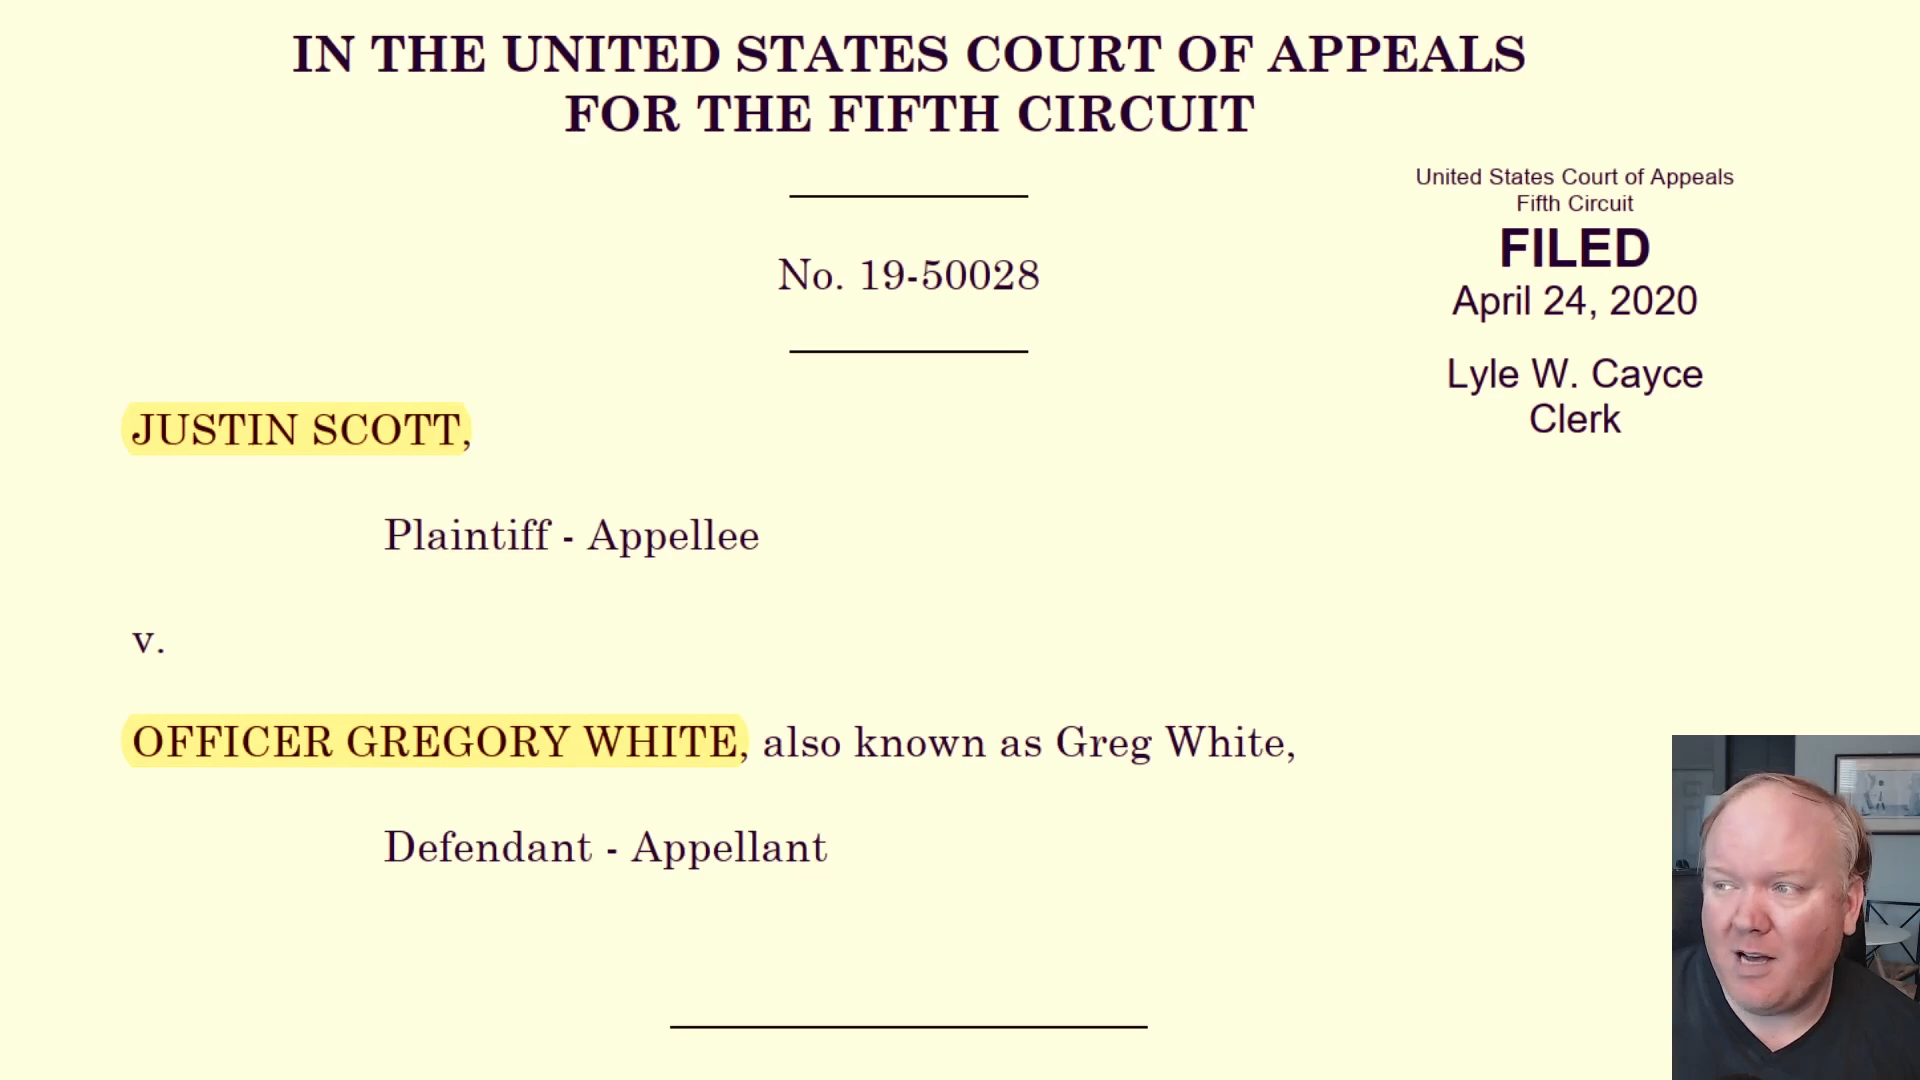 IN THE UNITED STATES COURT OF APPEALS
FOR THE FIFTH CIRCUIT
United States Court of Appeals
Fifth Circuit
FILED
April 24, 2020
Lyle W. Cayce
Clerk
No. 19-50028
JUSTIN SCOTT,
Plaintiff - Appellee
v.
OFFICER GREGORY WHITE, also known as Greg White,
Defendant - Appellant